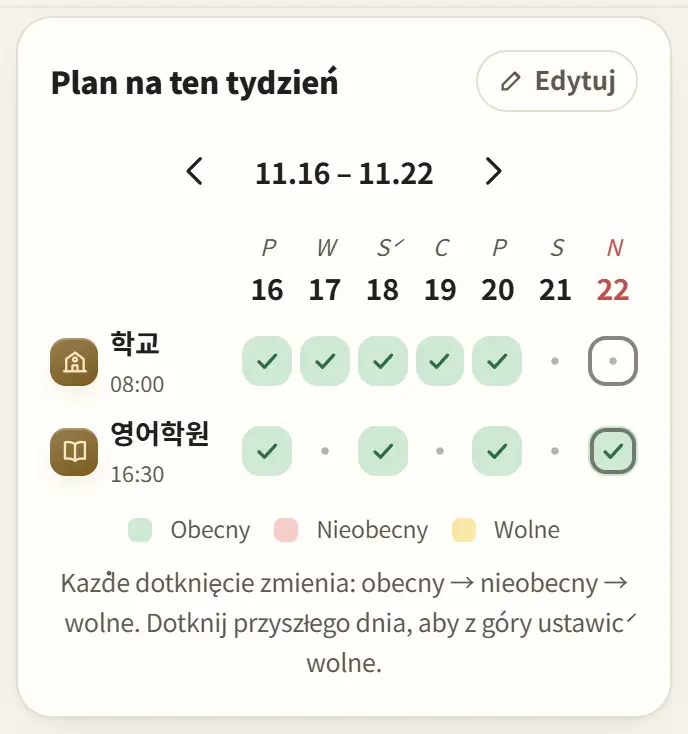 Plan na ten tydzień
Edytuj
11.16 – 11.22
P W Ś C P S N
16 17 18 19 20 21 22
학교
08:00
영어학원
16:30
Obecny Nieobecny Wolne
Każde dotknięcie zmienia: obecny → nieobecny →
wolne. Dotknij przyszłego dnia, aby z góry ustawić
wolne.